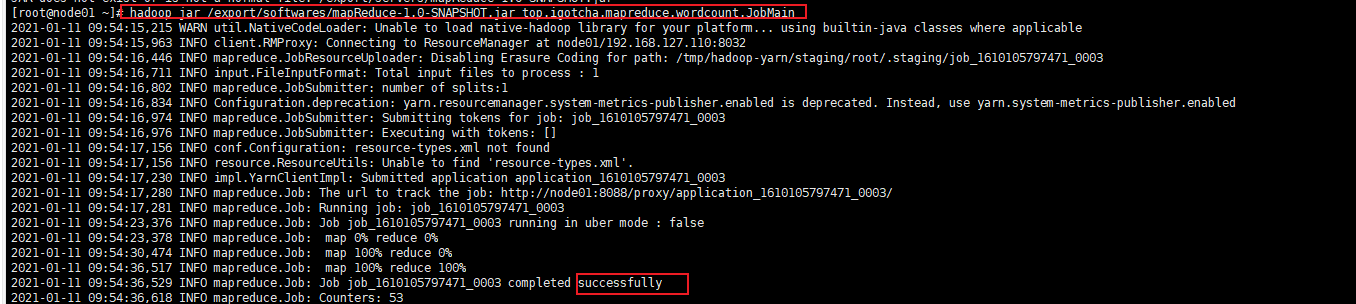 JAR does not exist or is not a normal file: /export/servers/mapReduce-1.0-SNAPSHOT.jar
[root@node01 ~]# hadoop jar /export/softwares/mapReduce-1.0-SNAPSHOT.jar top.igotcha.mapreduce.wordcount.JobMain
2021-01-11 09:54:15,215 WARN util.NativeCodeLoader: Unable to load native-hadoop library for your platform... using builtin-java classes where applicable
2021-01-11 09:54:15,963 INFO client.RMProxy: Connecting to ResourceManager at node01/192.168.127.110:8032
2021-01-11 09:54:16,446 INFO mapreduce.JobResourceUploader: Disabling Erasure Coding for path: /tmp/hadoop-yarn/staging/root/.staging/job_1610105797471_0003
2021-01-11 09:54:16,711 INFO input.FileInputFormat: Total input files to process : 1
2021-01-11 09:54:16,802 INFO mapreduce.JobSubmitter: number of splits:1
2021-01-11 09:54:16,834 INFO Configuration.deprecation: yarn.resourcemanager.system-metrics-publisher.enabled is deprecated. Instead, use yarn.system-metrics-publisher.enabled
2021-01-11 09:54:16,974 INFO mapreduce.JobSubmitter: Submitting tokens for job: job_1610105797471_0003
2021-01-11 09:54:16,976 INFO mapreduce.JobSubmitter: Executing with tokens: []
2021-01-11 09:54:17,156 INFO conf.Configuration: resource-types.xml not found
2021-01-11 09:54:17,156 INFO resource.ResourceUtils: Unable to find 'resource-types.xml'.
2021-01-11 09:54:17,230 INFO impl.YarnClientImpl: Submitted application application_1610105797471_0003
2021-01-11 09:54:17,280 INFO mapreduce.Job: The url to track the job: http://node01:8088/proxy/application_1610105797471_0003/
2021-01-11 09:54:17,281 INFO mapreduce.Job: Running job: job_1610105797471_0003
2021-01-11 09:54:23,376 INFO mapreduce.Job: Job job_1610105797471_0003 running in uber mode : false
2021-01-11 09:54:23,378 INFO mapreduce.Job:  map 0% reduce 0%
2021-01-11 09:54:30,474 INFO mapreduce.Job:  map 100% reduce 0%
2021-01-11 09:54:36,517 INFO mapreduce.Job:  map 100% reduce 100%
2021-01-11 09:54:36,529 INFO mapreduce.Job: Job job_1610105797471_0003 completed successfully
2021-01-11 09:54:36,618 INFO mapreduce.Job: Counters: 53